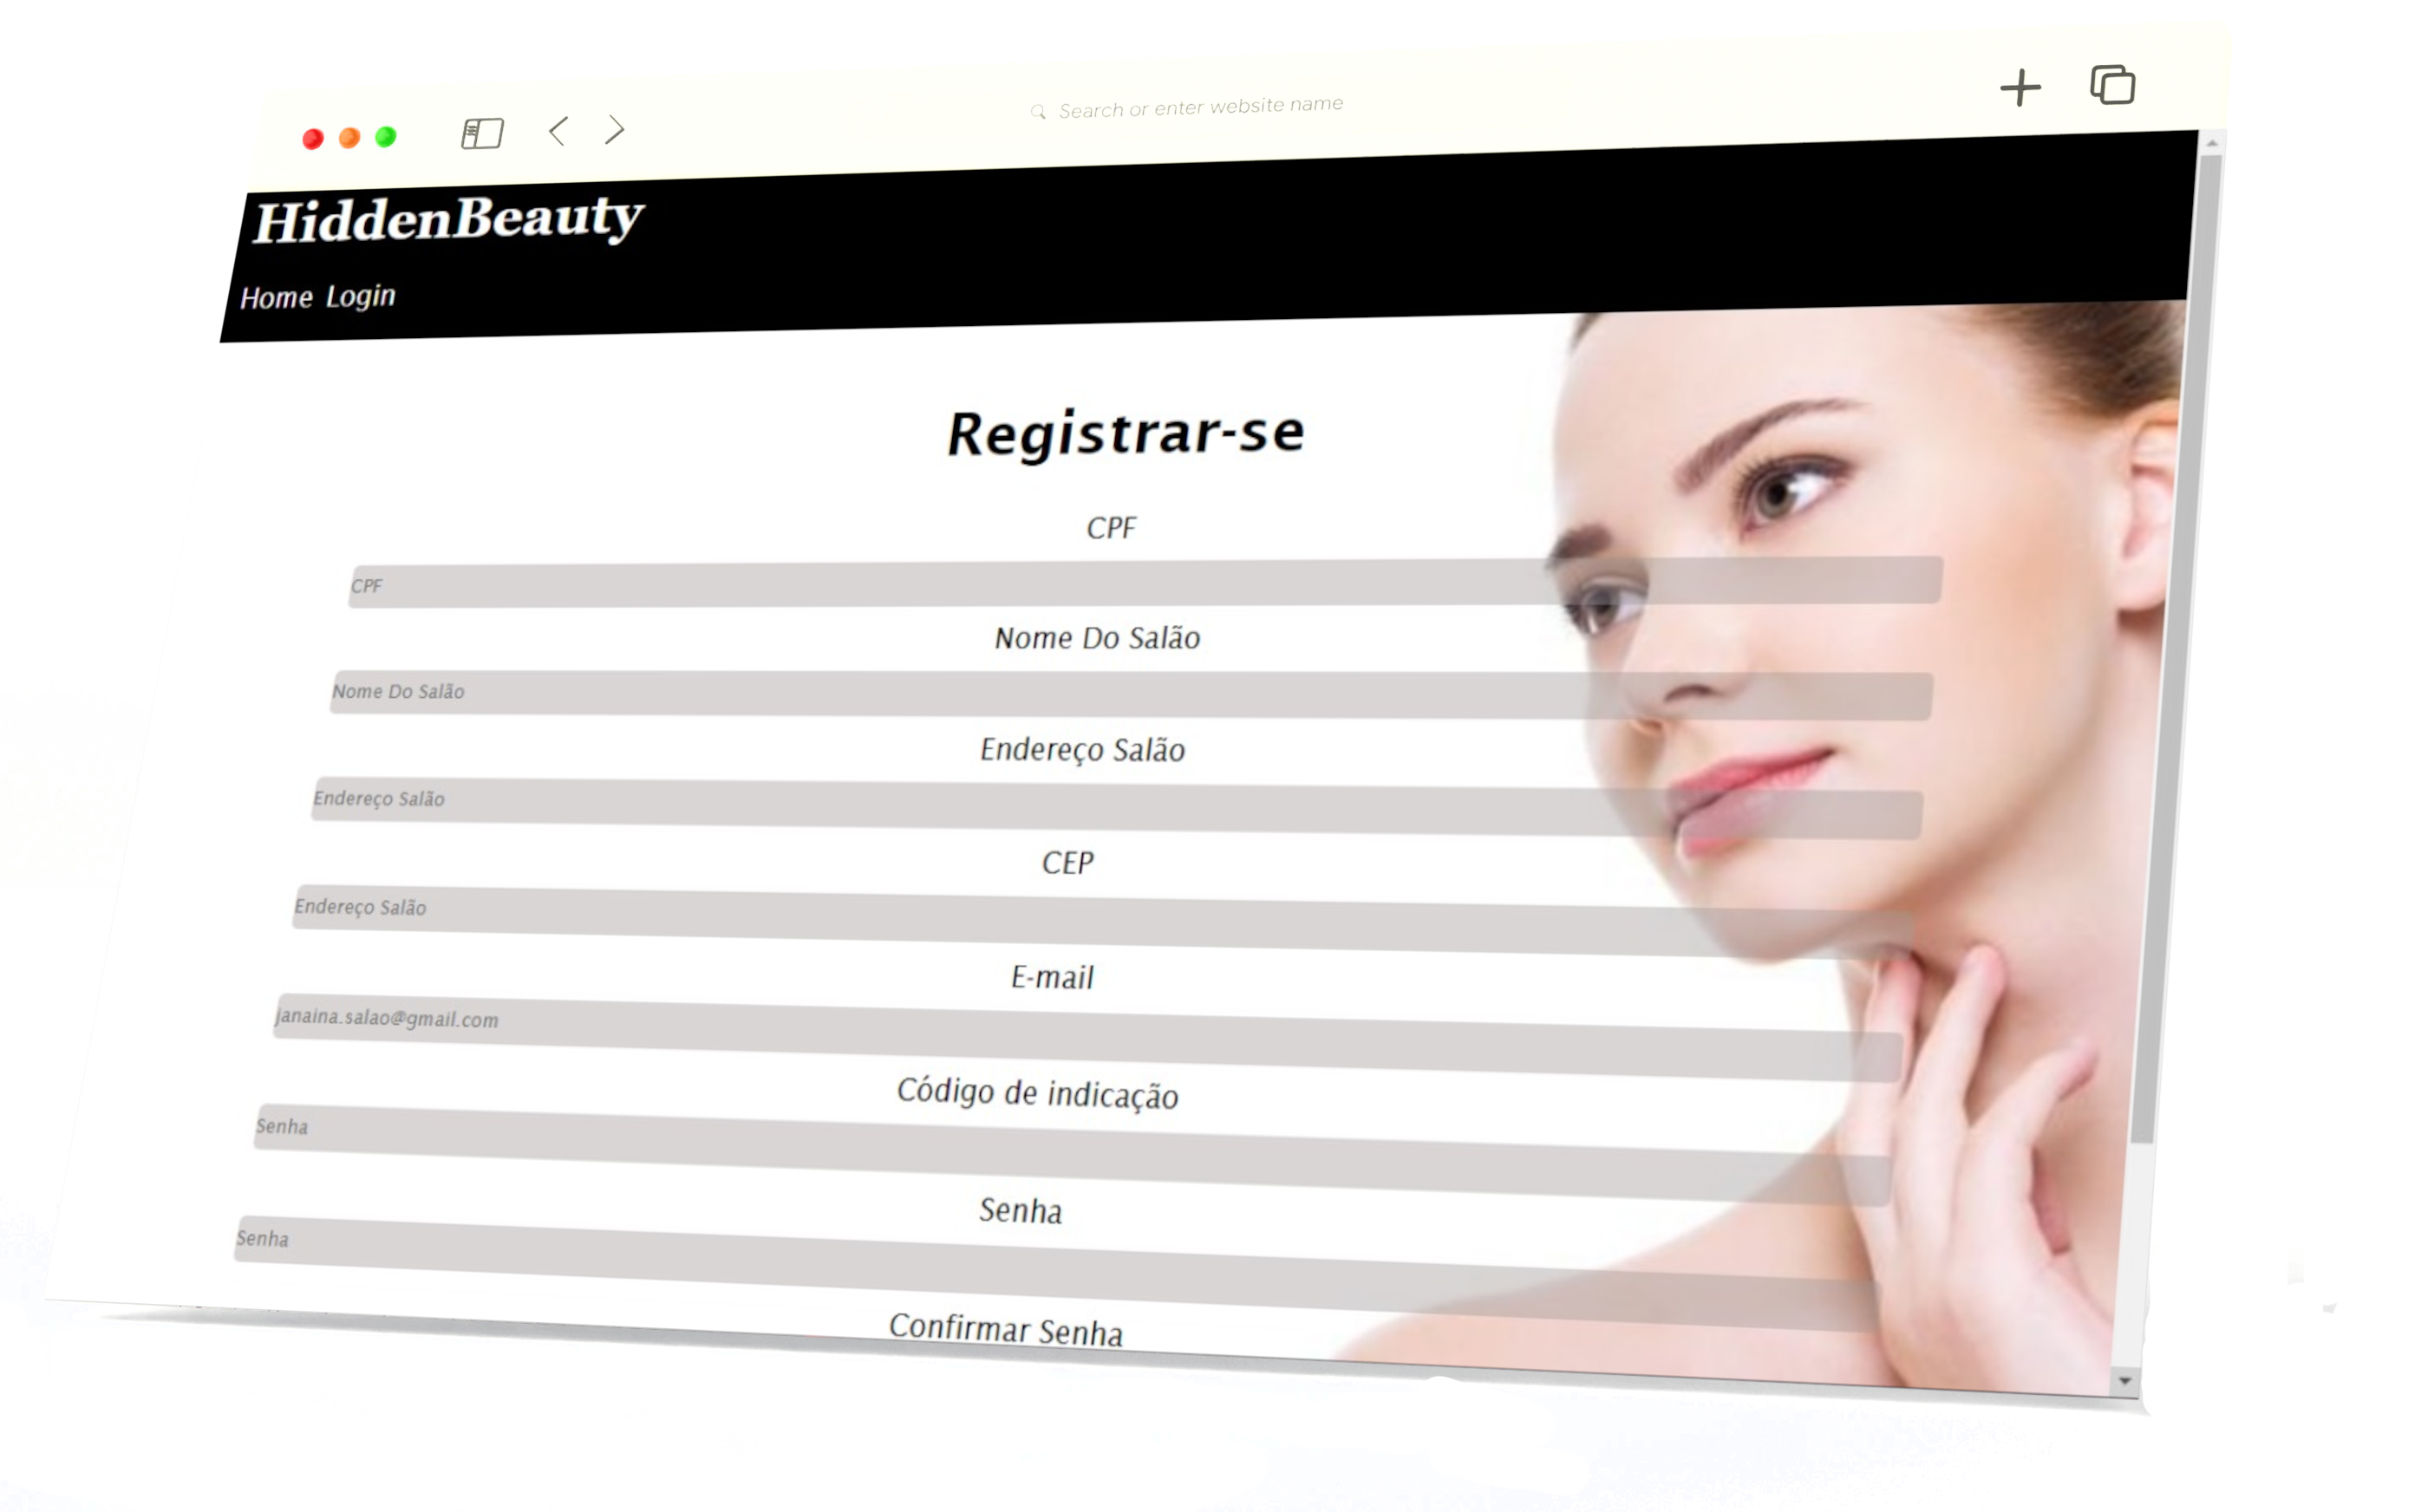 Search or enter website name
HiddenBeauty
Home Login
Registrar-se
CPF
CPF
Nome Do Salão
Nome Do Salão
Endereço Salão
Endereço Salão
CEP
Endereço Salão
E-mail
janaina.salao@gmail.com
Código de indicação
Senha
Senha
Senha
Confirmar Senha